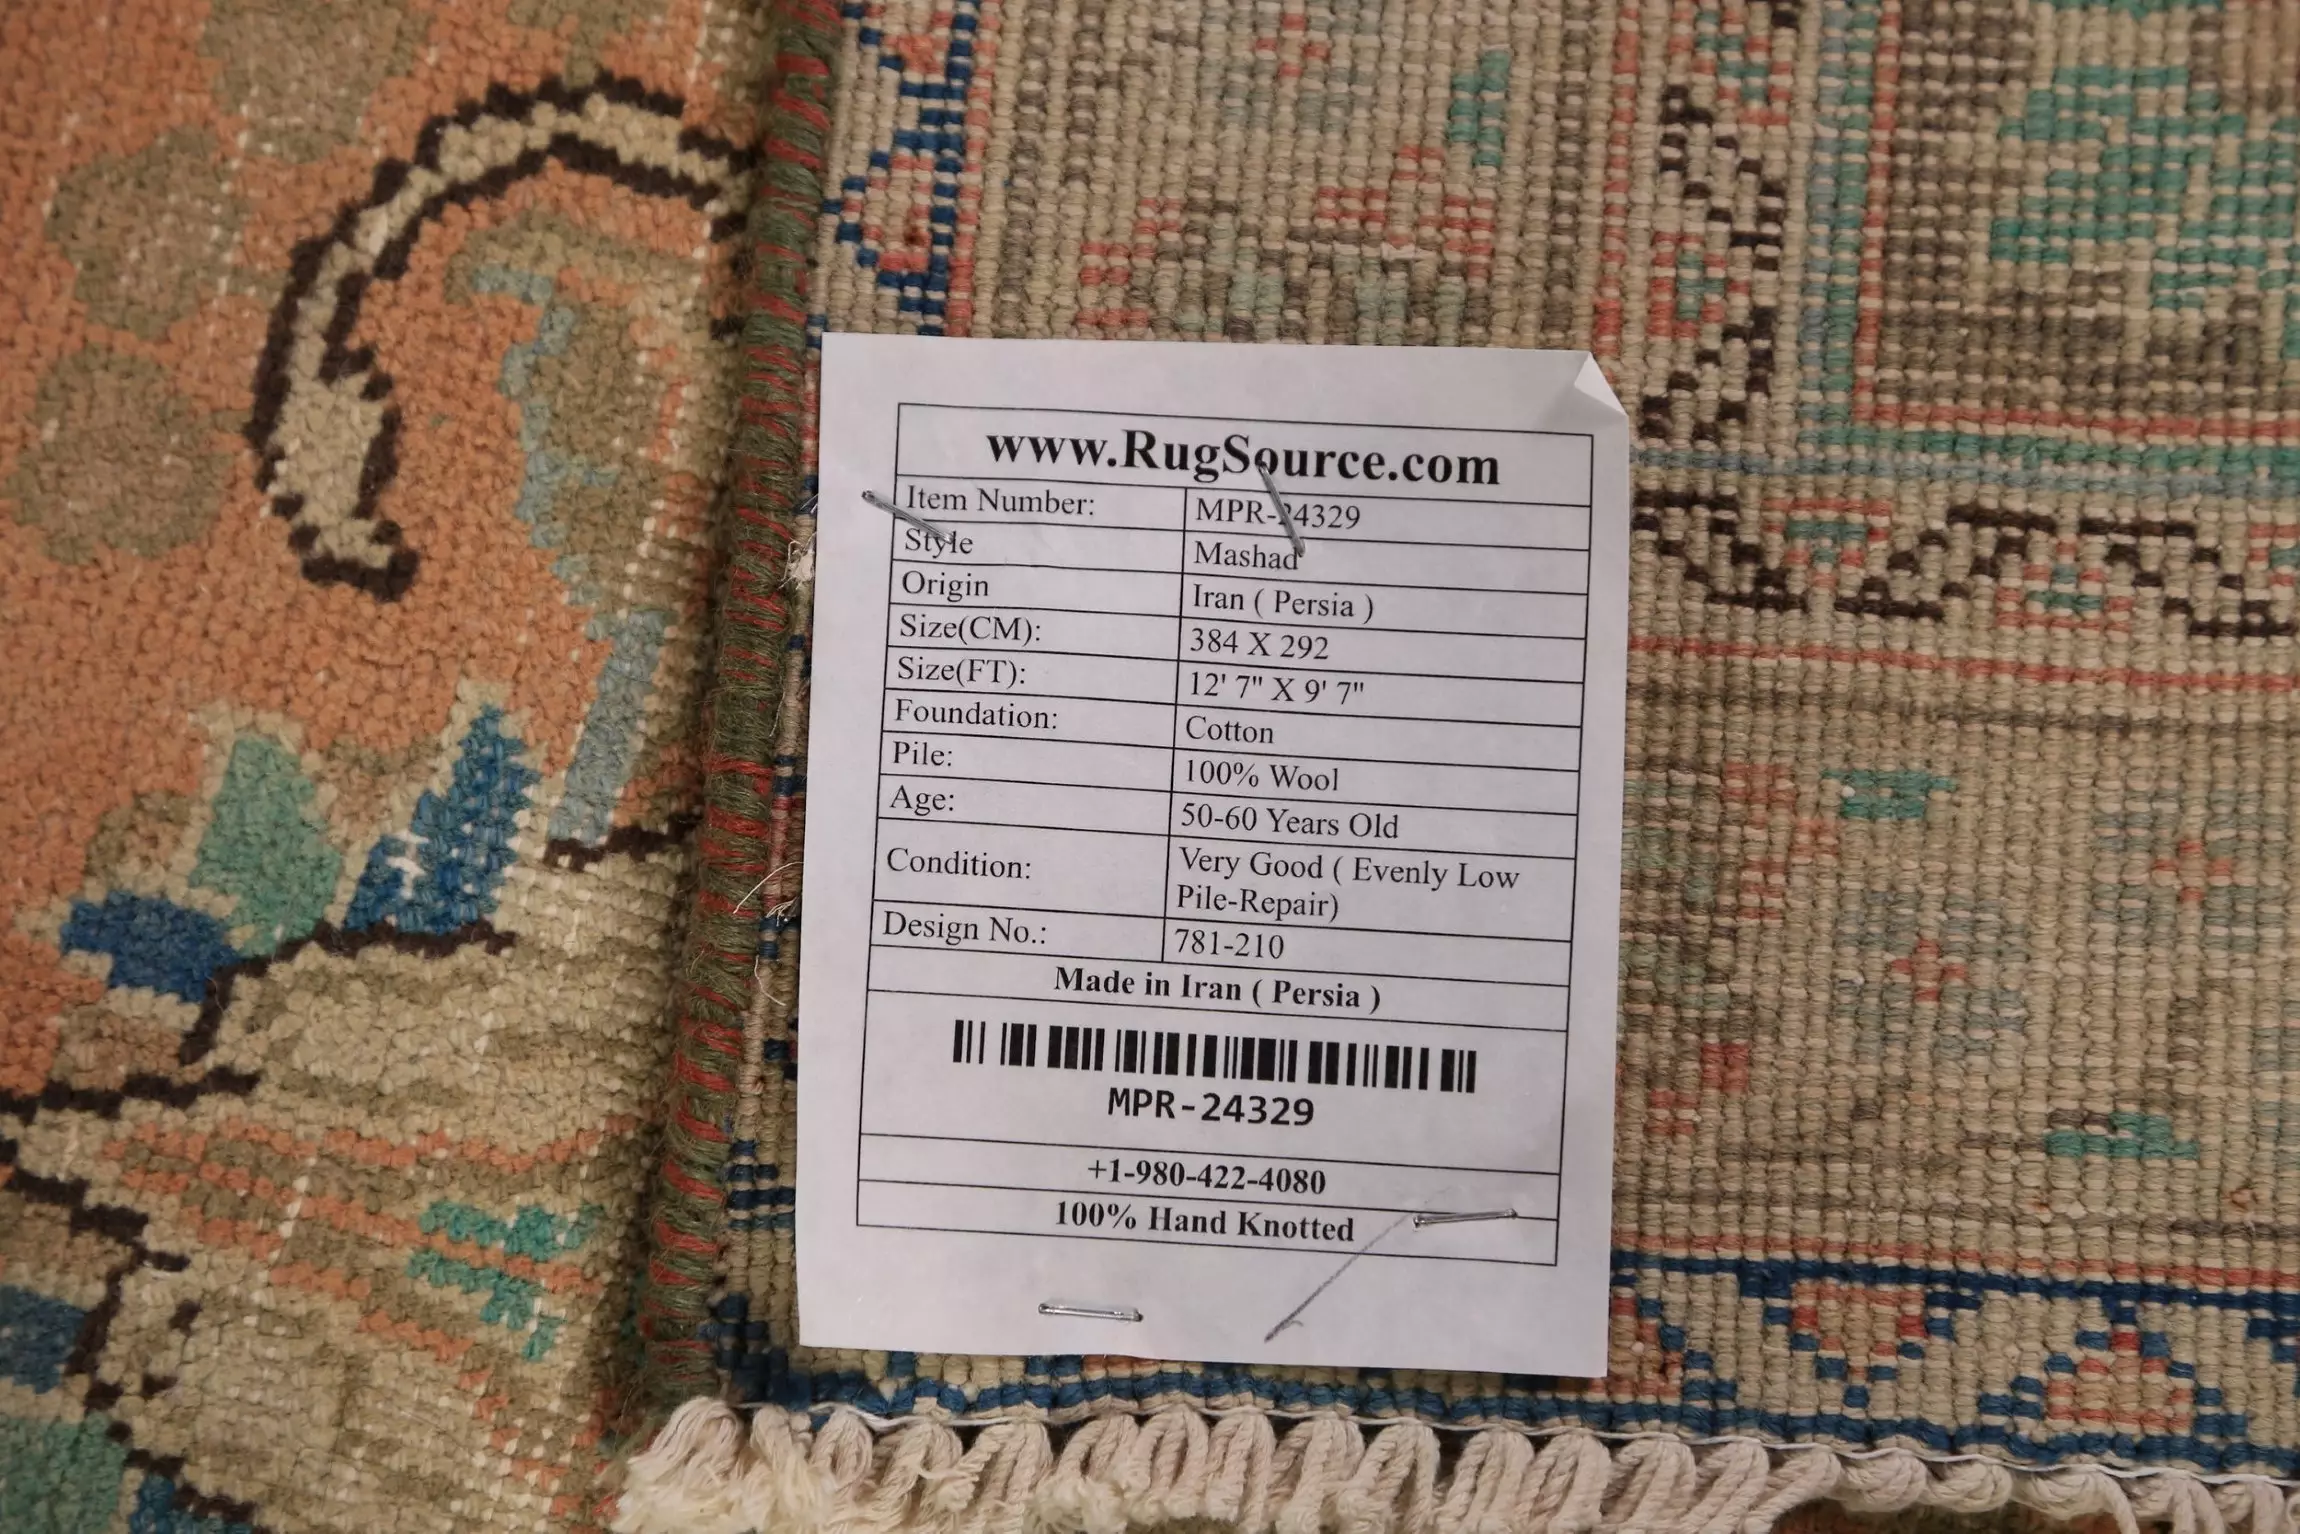 www.RugSource.com
Item Number: MPR-24329
Style Mashad
Origin Iran ( Persia )
Size(CM): 384 X 292
Size(FT): 12' 7" X 9' 7"
Foundation: Cotton
Pile: 100% Wool
Age: 50-60 Years Old
Condition: Very Good ( Evenly Low
Pile-Repair)
Design No.: 781-210
Made in Iran ( Persia )
MPR-24329
+1-980-422-4080
100% Hand Knotted